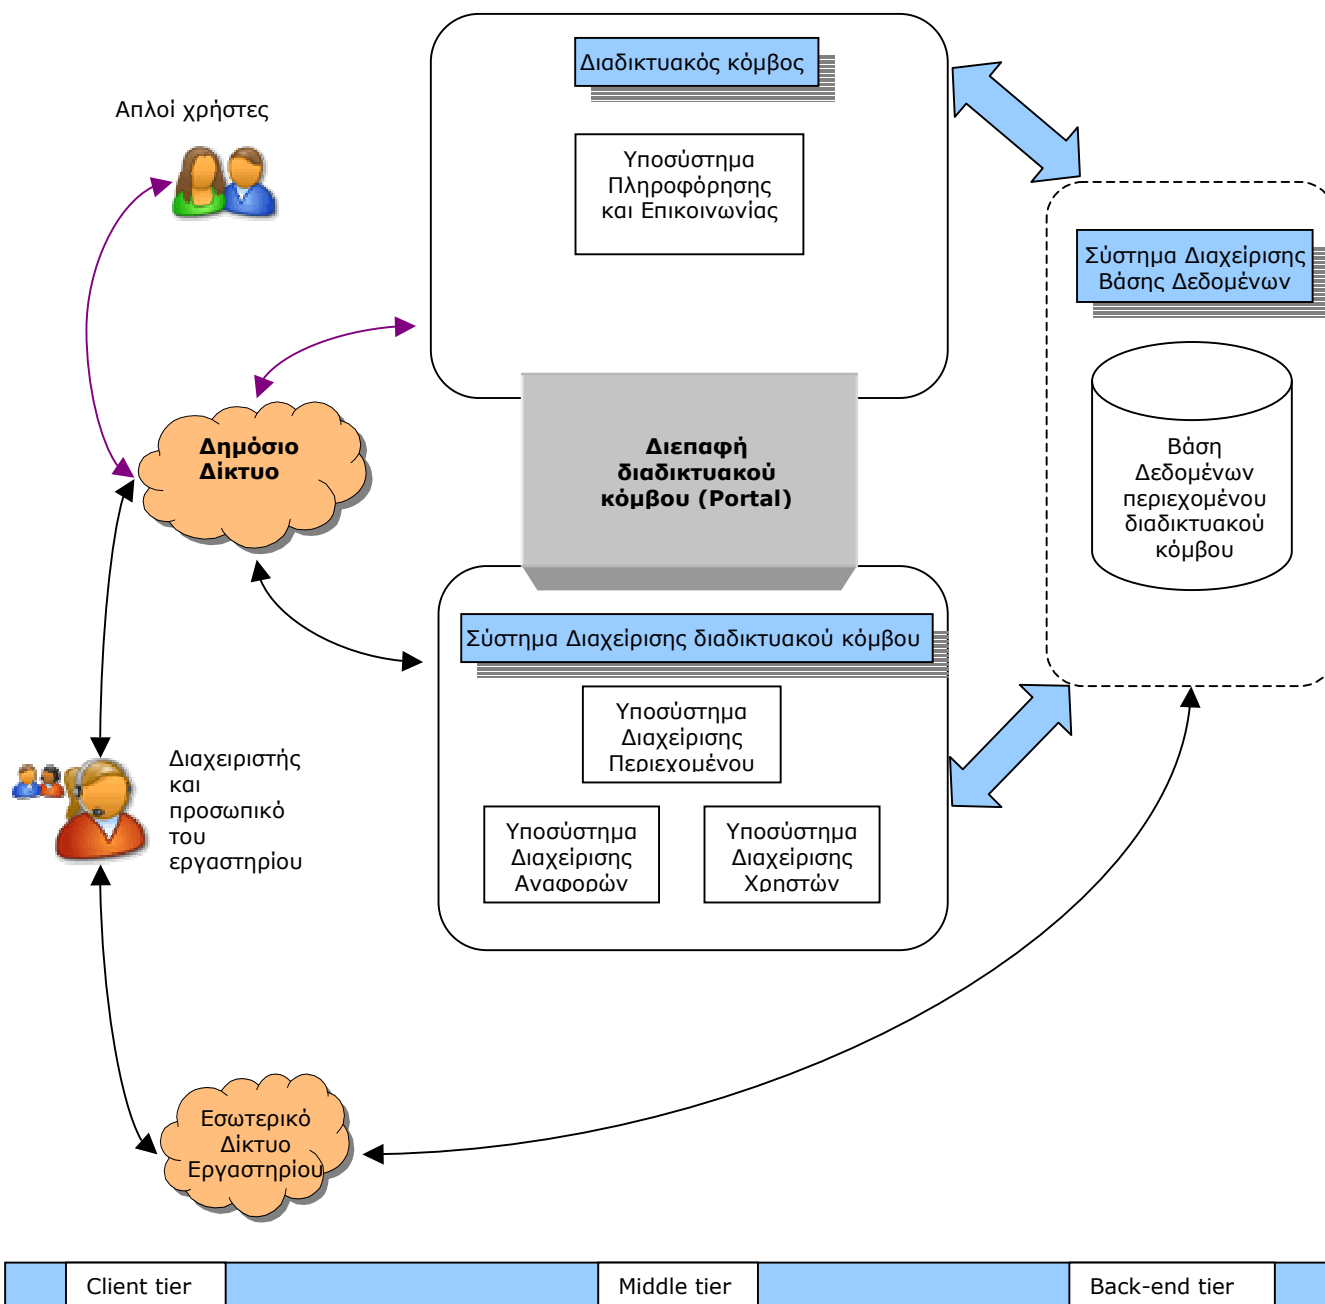 Διαδικτυακός κόμβος
Απλοί χρήστες
Υποσύστημα
Πληροφόρησης
και Επικοινωνίας
Σύστημα Διαχείρισης
Βάσης Δεδομένων
Δημόσιο
Δίκτυο
Διεπαφή
διαδικτυακού
κόμβου (Portal)
Βάση
Δεδομένων
περιεχομένου
διαδικτυακού
κόμβου
Σύστημα Διαχείρισης διαδικτυακού κόμβου
Υποσύστημα
Διαχείρισης
Περιεχομένου
Διαχειριστής
και
προσωπικό
του
εργαστηρίου
Υποσύστημα
Διαχείρισης
Αναφορών
Υποσύστημα
Διαχείρισης
Χρηστών
Εσωτερικό
Δίκτυο
Εργαστηρίου
Client tier
Middle tier
Back-end tier